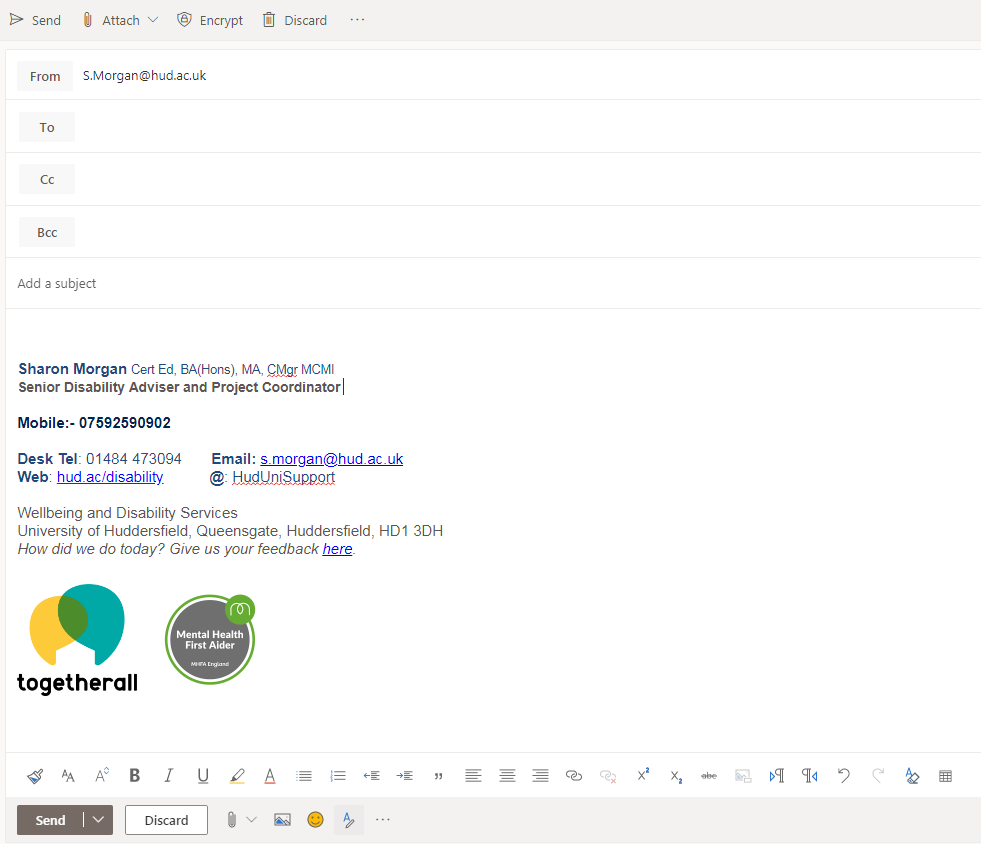 Send Attach Encrypt Discard ...
From S.Morgan@hud.ac.uk
To
Cc
Bcc
Add a subject
Sharon Morgan Cert Ed, BA(Hons), MA, CMgr MCMI
Senior Disability Adviser and Project Coordinator
Mobile:- 07592590902
Desk Tel: 01484 473094 Email: s.morgan@hud.ac.uk
Web: hud.ac/disability @: HudUniSupport
Wellbeing and Disability Services
University of Huddersfield, Queensgate, Huddersfield, HD1 3DH
How did we do today? Give us your feedback here.
Mental Health
First Aider
MHFA England
togetherall
Send Discard ...